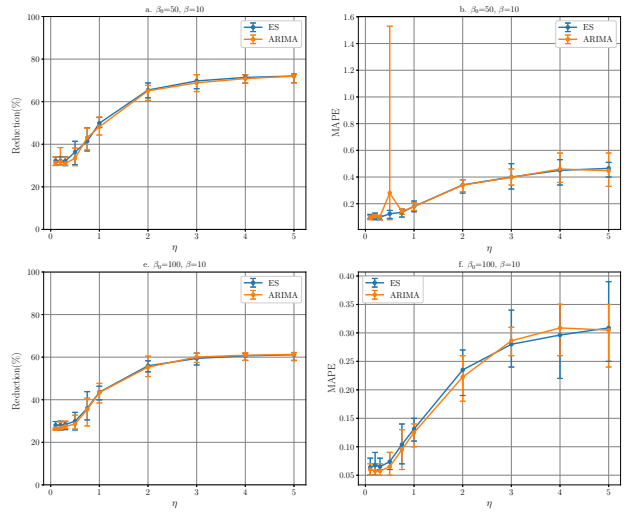 a. β₀=50, β=10
100
80
60
40
20
0
Reduction(%)
ES
ARIMA
0 1 2 3 4 5
η
b. β₀=50, β=10
1.6
1.4
1.2
1.0
0.8
0.6
0.4
0.2
MAPE
ES
ARIMA
0 1 2 3 4 5
η
e. β₀=100, β=10
100
80
60
40
20
0
Reduction(%)
ES
ARIMA
0 1 2 3 4 5
η
f. β₀=100, β=10
0.40
0.35
0.30
0.25
0.20
0.15
0.10
0.05
MAPE
ES
ARIMA
0 1 2 3 4 5
η